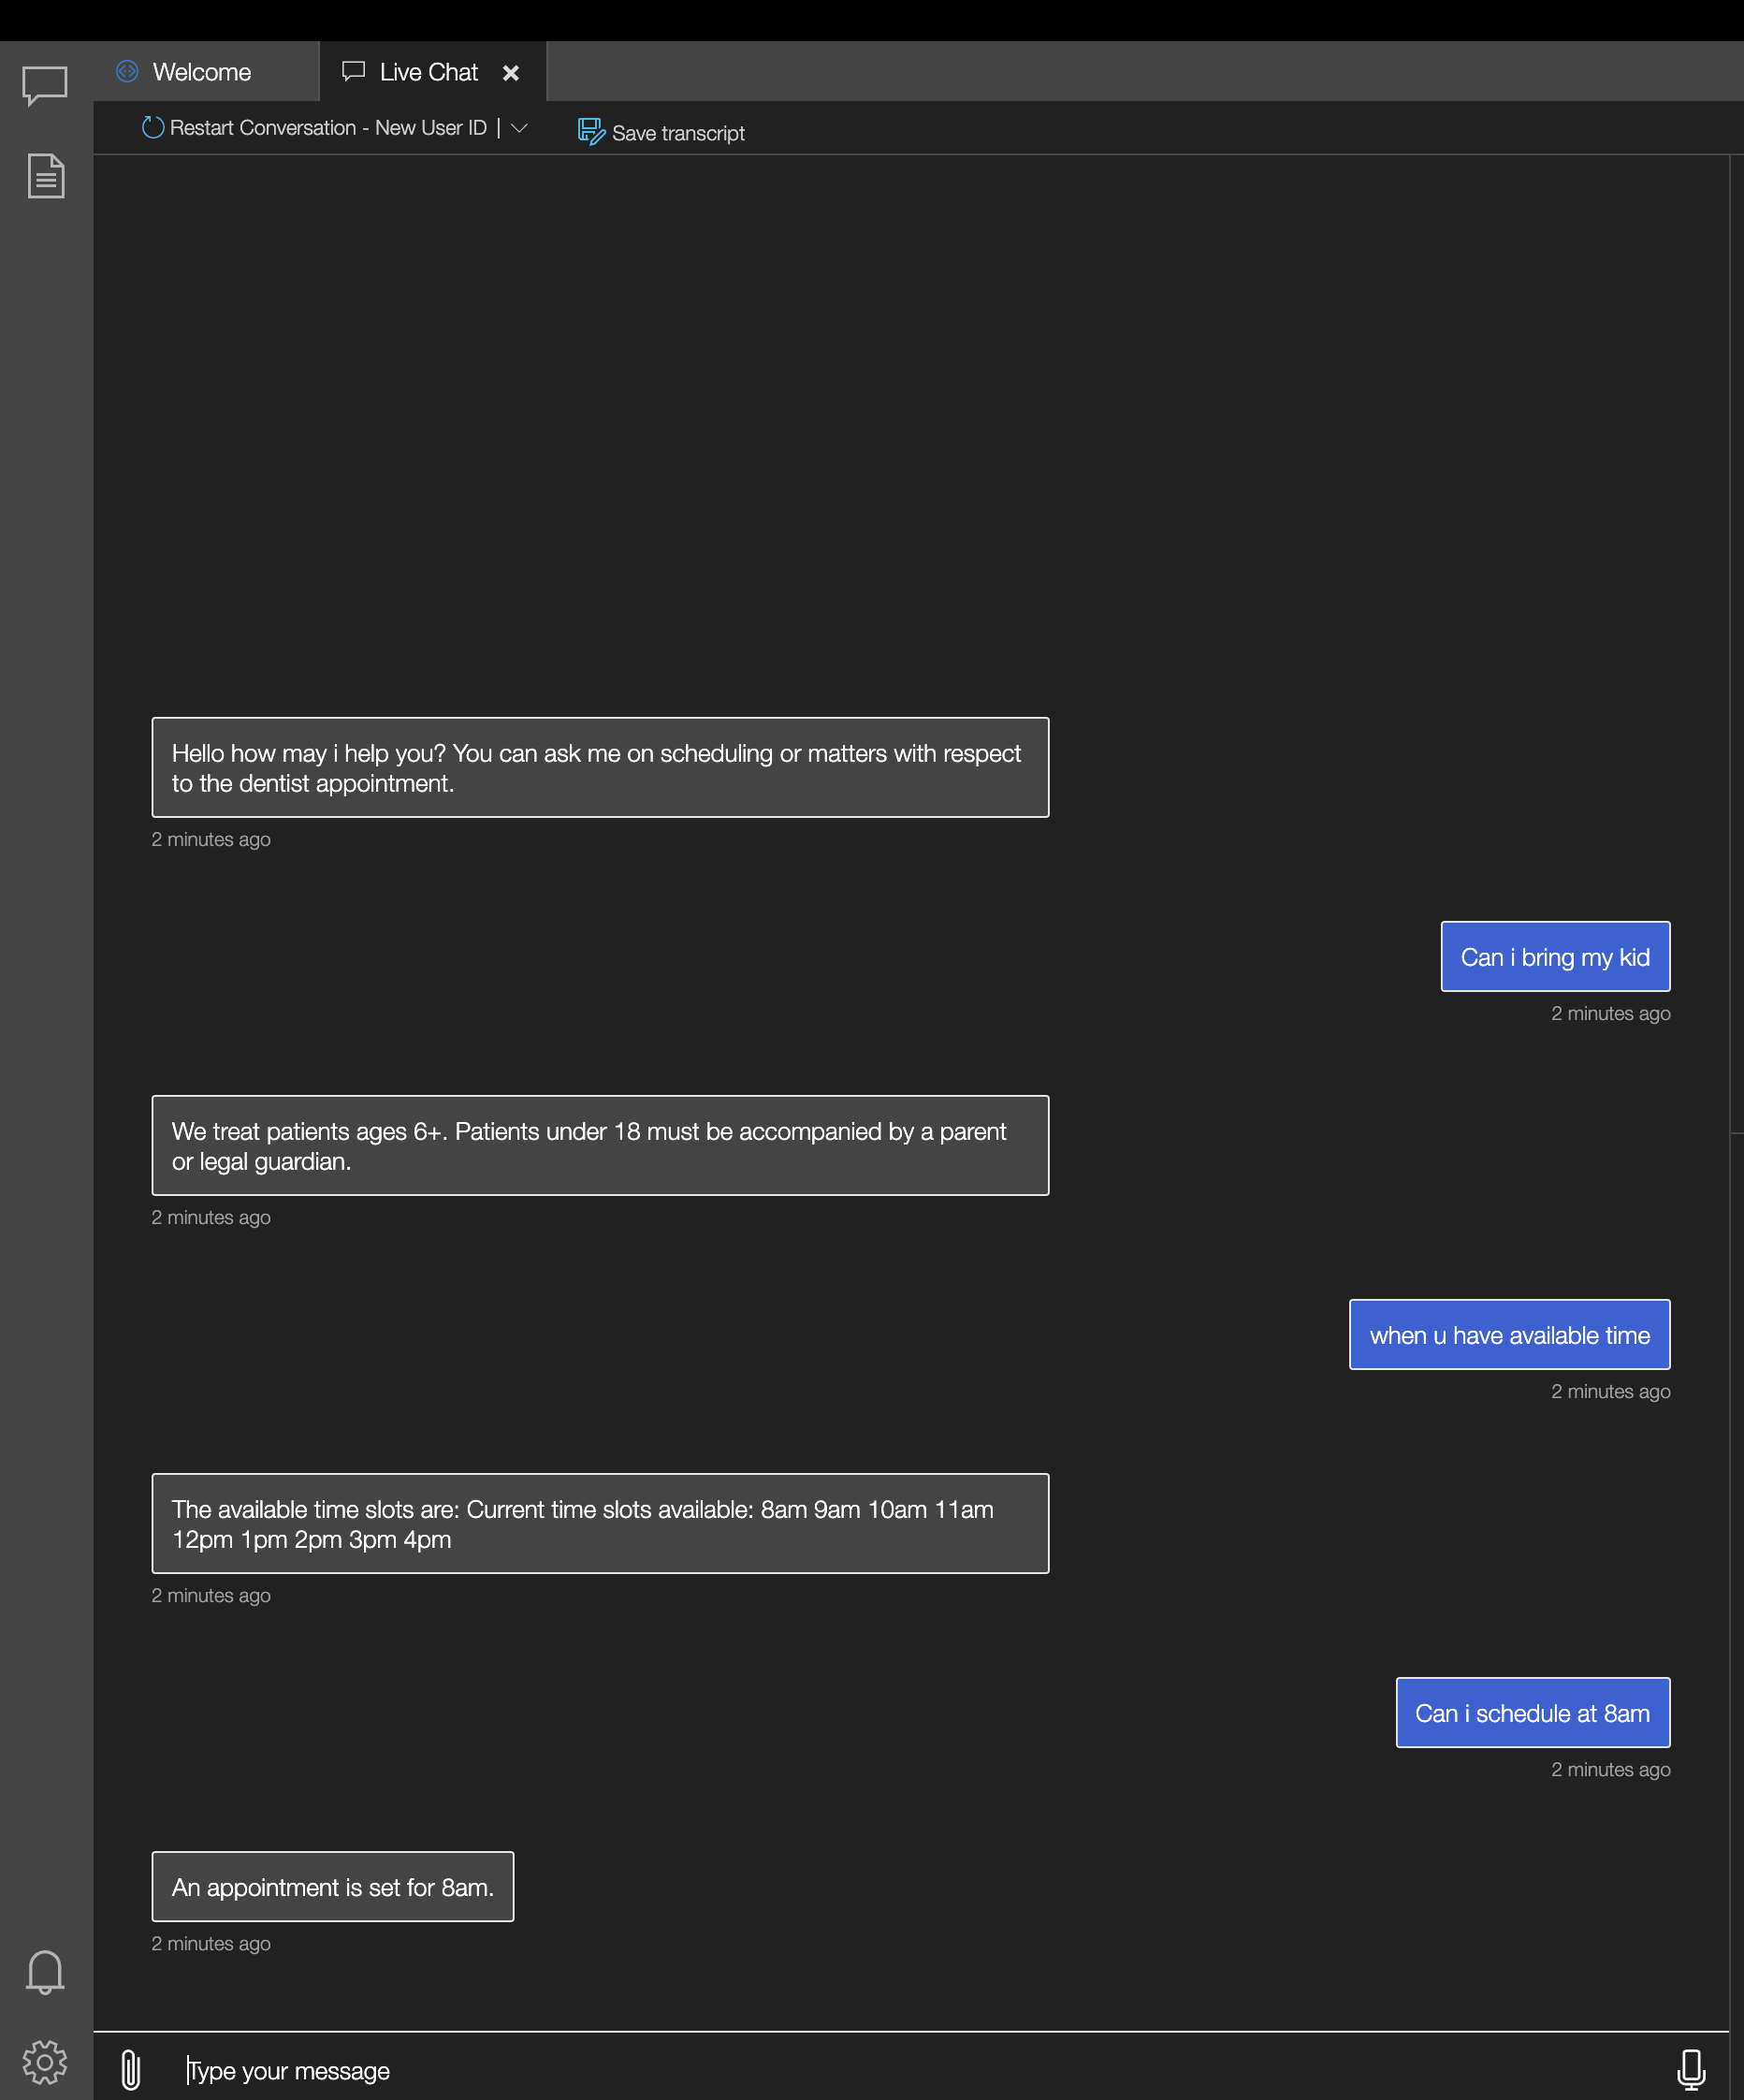 Welcome
Live Chat
Restart Conversation - New User ID |
Save transcript
Hello how may i help you? You can ask me on scheduling or matters with respect
to the dentist appointment.
2 minutes ago
Can i bring my kid
2 minutes ago
We treat patients ages 6+. Patients under 18 must be accompanied by a parent
or legal guardian.
2 minutes ago
when u have available time
2 minutes ago
The available time slots are: Current time slots available: 8am 9am 10am 11am
12pm 1pm 2pm 3pm 4pm
2 minutes ago
Can i schedule at 8am
2 minutes ago
An appointment is set for 8am.
2 minutes ago
Type your message